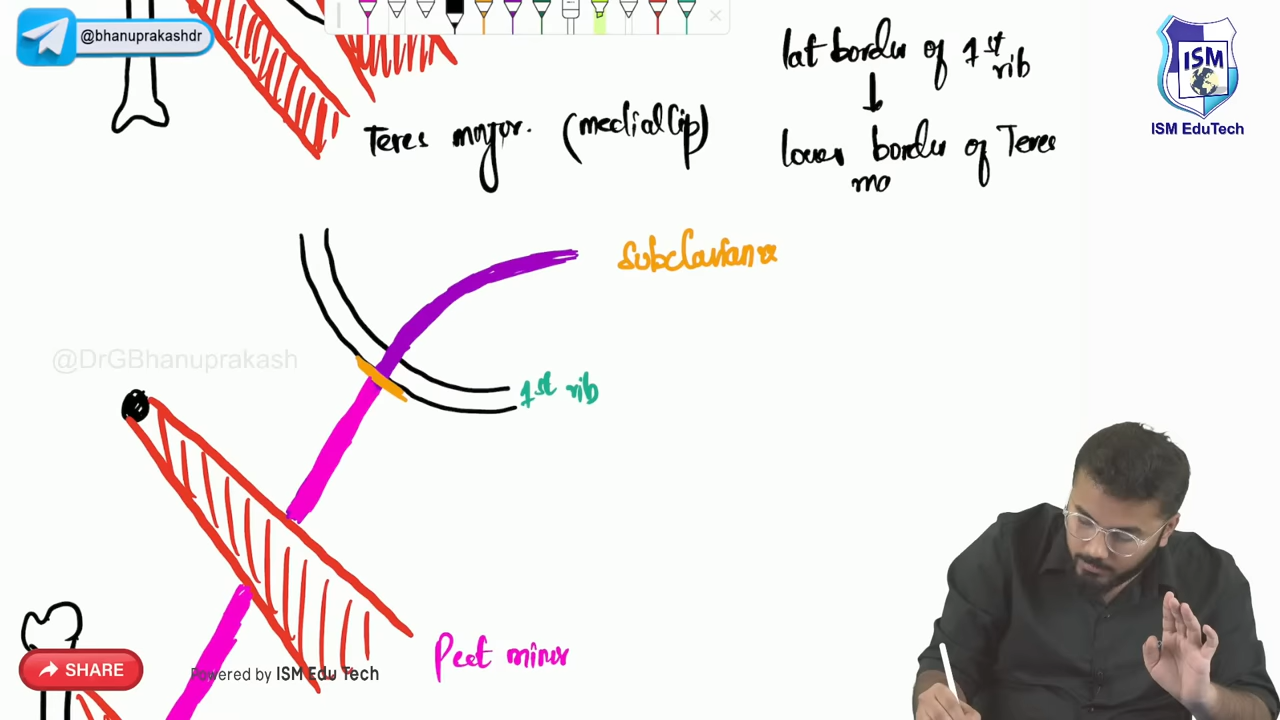 @bhanuprakashdr
lat border of 1st rib
↓
lower border of Teres
ma
ISM
ISM EduTech
Teres major. (medial lip)
subclavian
@DrGBhanuprakash
1st rib
Pect minor
SHARE
Powered by ISM Edu Tech